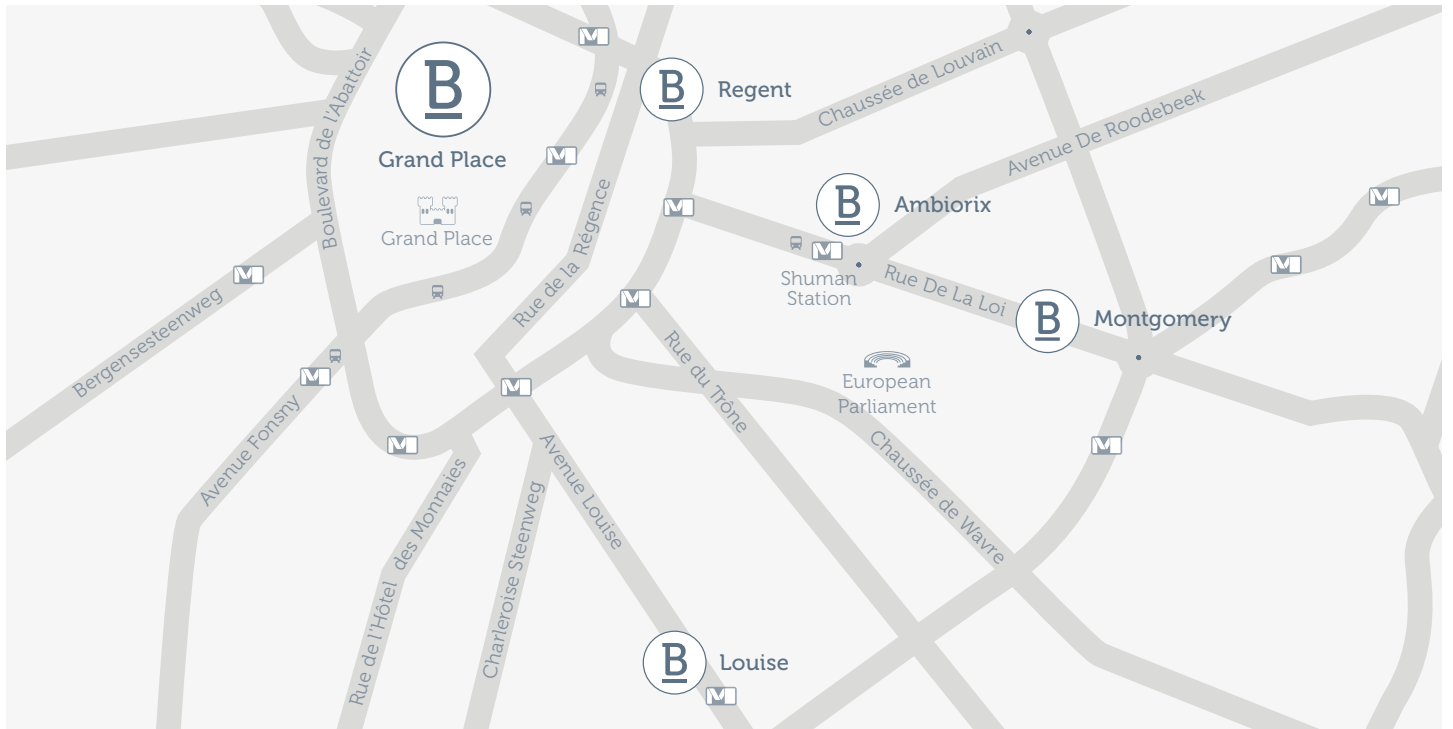 B
Grand Place
Grand Place
B
Regent
B
Ambiorix
Shuman
Station
B
Montgomery
European
Parliament
B
Louise
Boulevard de l'Abattoir
Bergensesteenweg
Avenue Fonsny
Rue de la Régence
Chaussée de Louvain
Avenue De Roodebeek
Rue De La Loi
Rue du Trône
Chaussée de Wavre
Avenue Louise
Charleroise Steenweg
Rue de l'Hôtel des Monnaies
M
M
M
M
M
M
M
M
M
M
M
M
M